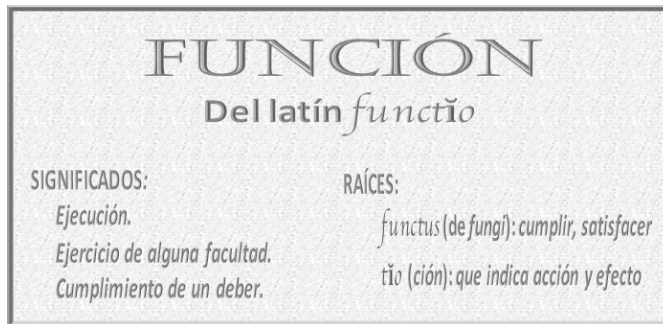 FUNCIÓN
Del latín functĭo
SIGNIFICADOS:
Ejecución.
Ejercicio de alguna facultad.
Cumplimiento de un deber.
RAÍCES:
functus (de fungi): cumplir, satisfacer
tĭo (ción): que indica acción y efecto